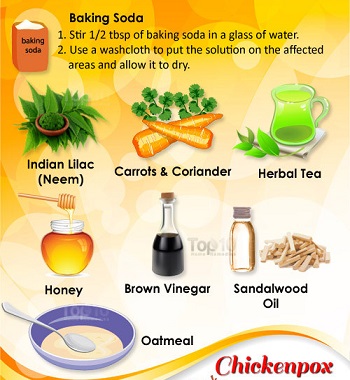 Baking Soda
baking
soda
1. Stir 1/2 tbsp of baking soda in a glass of water.
2. Use a washcloth to put the solution on the affected
areas and allow it to dry.
Indian Lilac
(Neem)
Carrots & Coriander
Herbal Tea
Top10
Honey
Brown Vinegar
Sandalwood
Oil
Top10
Oatmeal
Chickenpox